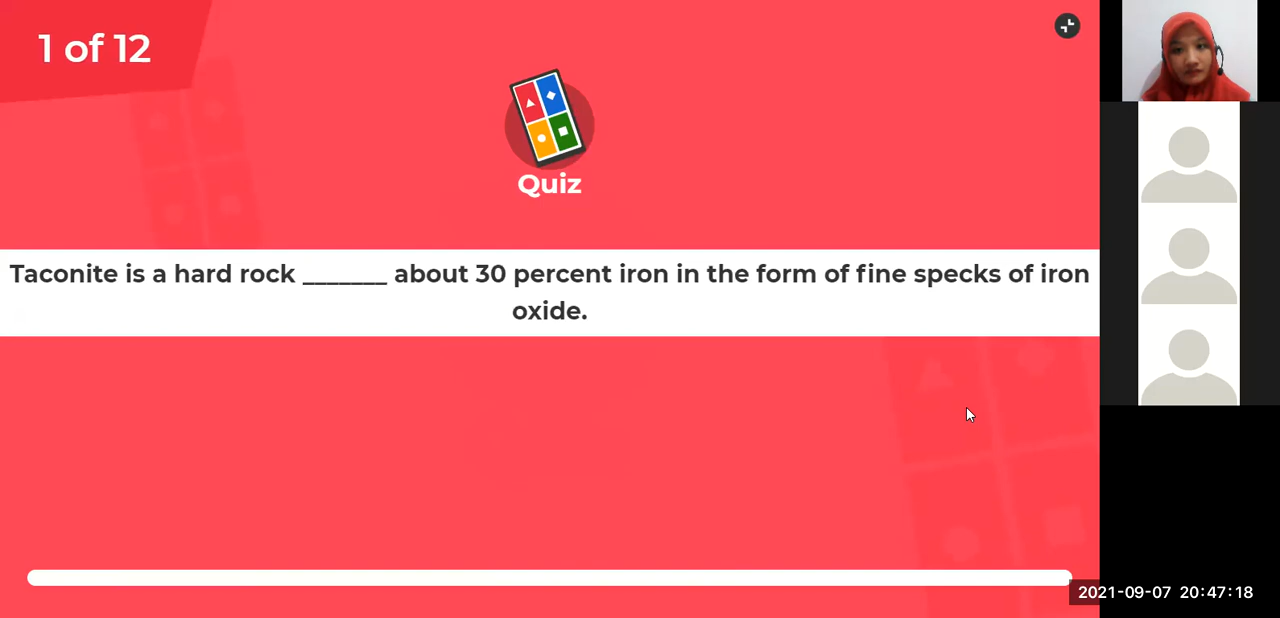 1 of 12
Quiz
Taconite is a hard rock _______ about 30 percent iron in the form of fine specks of iron
oxide.
2021-09-07 20:47:18